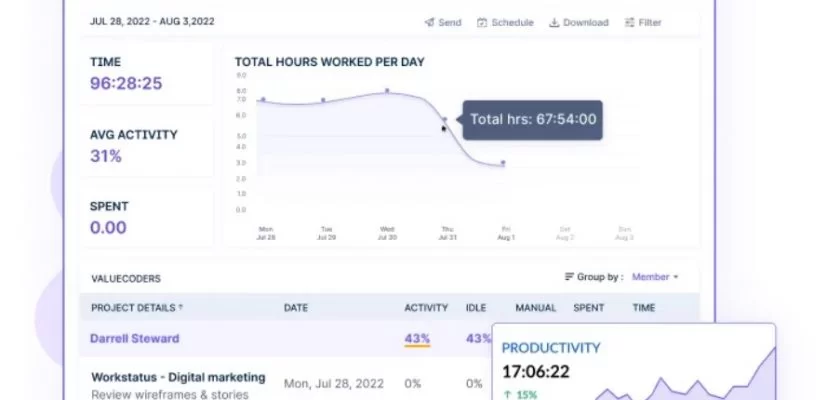 JUL 28, 2022 - AUG 3,2022
Send
Schedule
Download
Filter
TIME
96:28:25
AVG ACTIVITY
31%
SPENT
0.00
TOTAL HOURS WORKED PER DAY
9.0
8.0
7.0
6.0
5.0
4.0
3.0
2.0
1.0
0.0
Total hrs: 67:54:00
Mon
Jul 28
Tue
Jul 29
Wed
Jul 30
Thu
Jul 31
Fri
Aug 1
Sat
Aug 2
Sun
Aug 3
VALUECODERS
Group by : Member
PROJECT DETAILS ↑ DATE ACTIVITY IDLE MANUAL SPENT TIME
Darrell Steward 43% 43%
Workstatus - Digital marketing
Mon, Jul 28, 2022 0% 0%
Review wireframes & stories
PRODUCTIVITY
17:06:22
↑ 15%